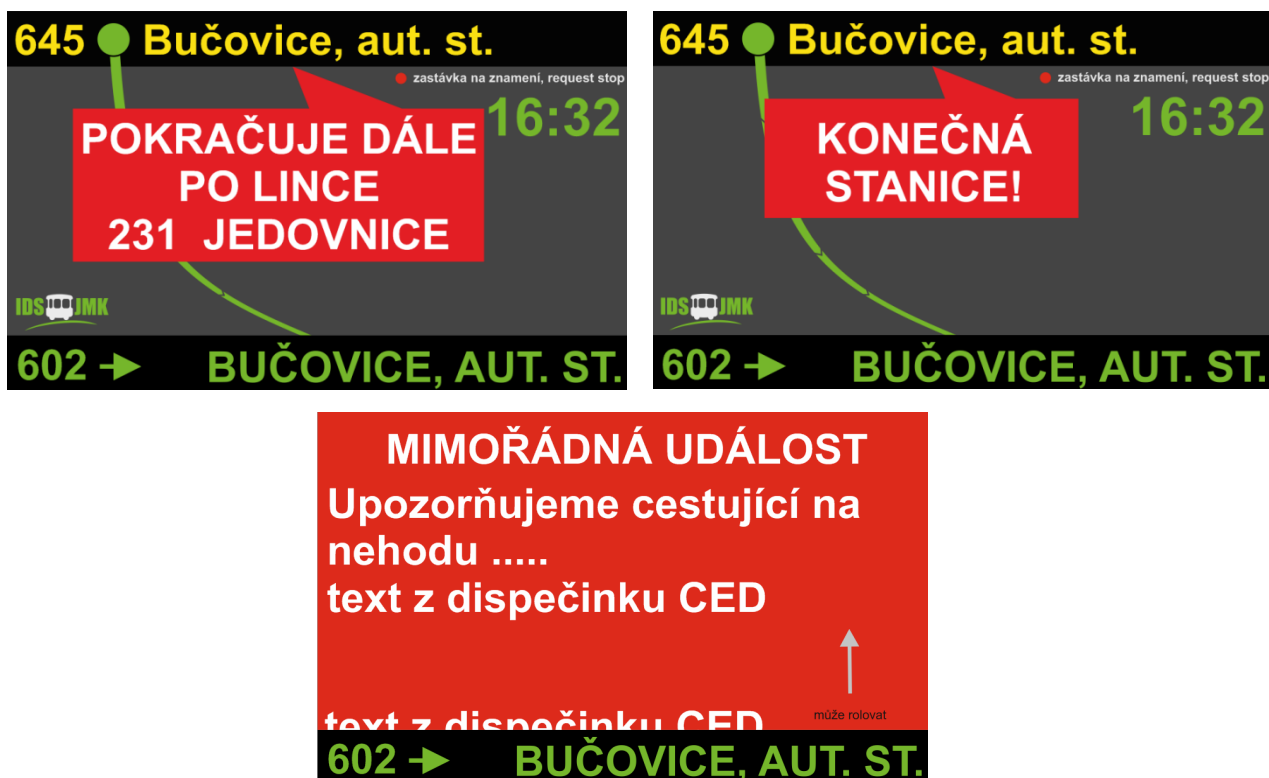 645 Bučovice, aut. st.
zastávka na znamení, request stop
16:32
POKRAČUJE DÁLE
PO LINCE
231 JEDOVNICE
IDS JMK
602 BUČOVICE, AUT. ST.
645 Bučovice, aut. st.
zastávka na znamení, request stop
16:32
KONEČNÁ
STANICE!
IDS JMK
602 BUČOVICE, AUT. ST.
MIMOŘÁDNÁ UDÁLOST
Upozorňujeme cestující na
nehodu .....
text z dispečinku CED
může rolovat
text z dispečinku CED
602 BUČOVICE, AUT. ST.